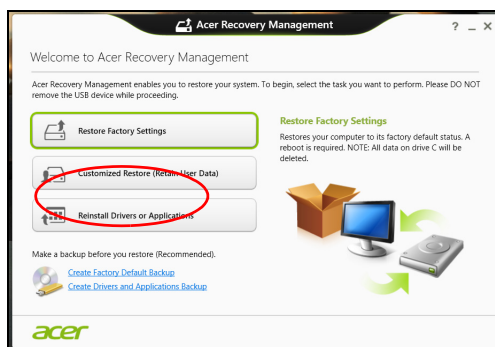 Acer Recovery Management
? _ X
Welcome to Acer Recovery Management
Acer Recovery Management enables you to restore your system. To begin, select the task you want to perform. Please DO NOT
remove the USB device while proceeding.
Restore Factory Settings
Customized Restore (Retain User Data)
Reinstall Drivers or Applications
Restore Factory Settings
Restores your computer to its factory default status. A
reboot is required. NOTE: All data on drive C will be
deleted.
Make a backup before you restore (Recommended).
Create Factory Default Backup
Create Drivers and Applications Backup
acer